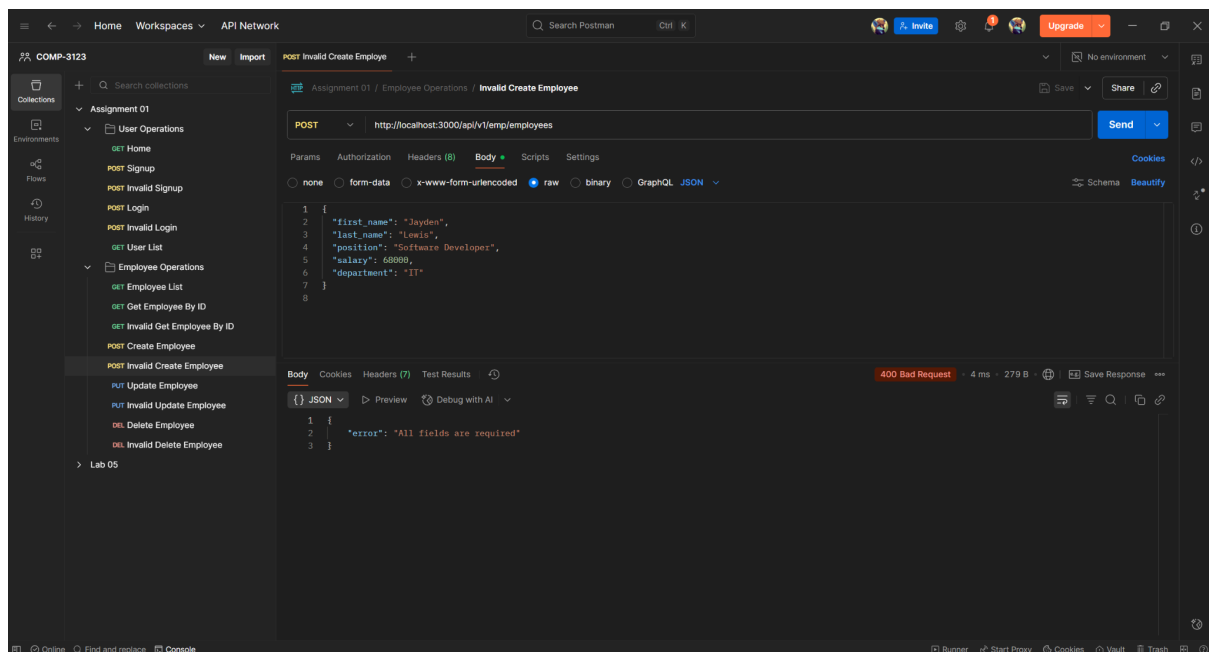 Home Workspaces API Network Search Postman Ctrl K Invite 1 Upgrade
COMP-3123 New Import POST Invalid Create Employe No environment
Collections
Environments
Flows
History
Search collections
Assignment 01
User Operations
GET Home
POST Signup
POST Invalid Signup
POST Login
POST Invalid Login
GET User List
Employee Operations
GET Employee List
GET Get Employee By ID
GET Invalid Get Employee By ID
POST Create Employee
POST Invalid Create Employee
PUT Update Employee
PUT Invalid Update Employee
DEL Delete Employee
DEL Invalid Delete Employee
Lab 05
HTTP Assignment 01 / Employee Operations / Invalid Create Employee Save Share
POST http://localhost:3000/api/v1/emp/employees Send
Params Authorization Headers (8) Body Scripts Settings Cookies
none form-data x-www-form-urlencoded raw binary GraphQL JSON Schema Beautify
1 {
2 "first_name": "Jayden",
3 "last_name": "Lewis",
4 "position": "Software Developer",
5 "salary": 68000,
6 "department": "IT"
7 }
8
Body Cookies Headers (7) Test Results 400 Bad Request 4 ms 279 B Save Response
{} JSON Preview Debug with AI
1 {
2 "error": "All fields are required"
3 }
Online Find and replace Console Runner Start Proxy Cookies Vault Trash